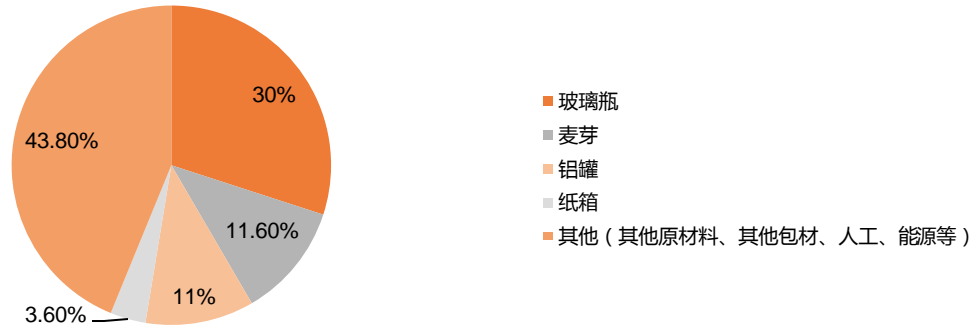 30%
43.80%
11.60%
11%
3.60%
玻璃瓶
麦芽
铝罐
纸箱
其他（其他原材料、其他包材、人工、能源等）